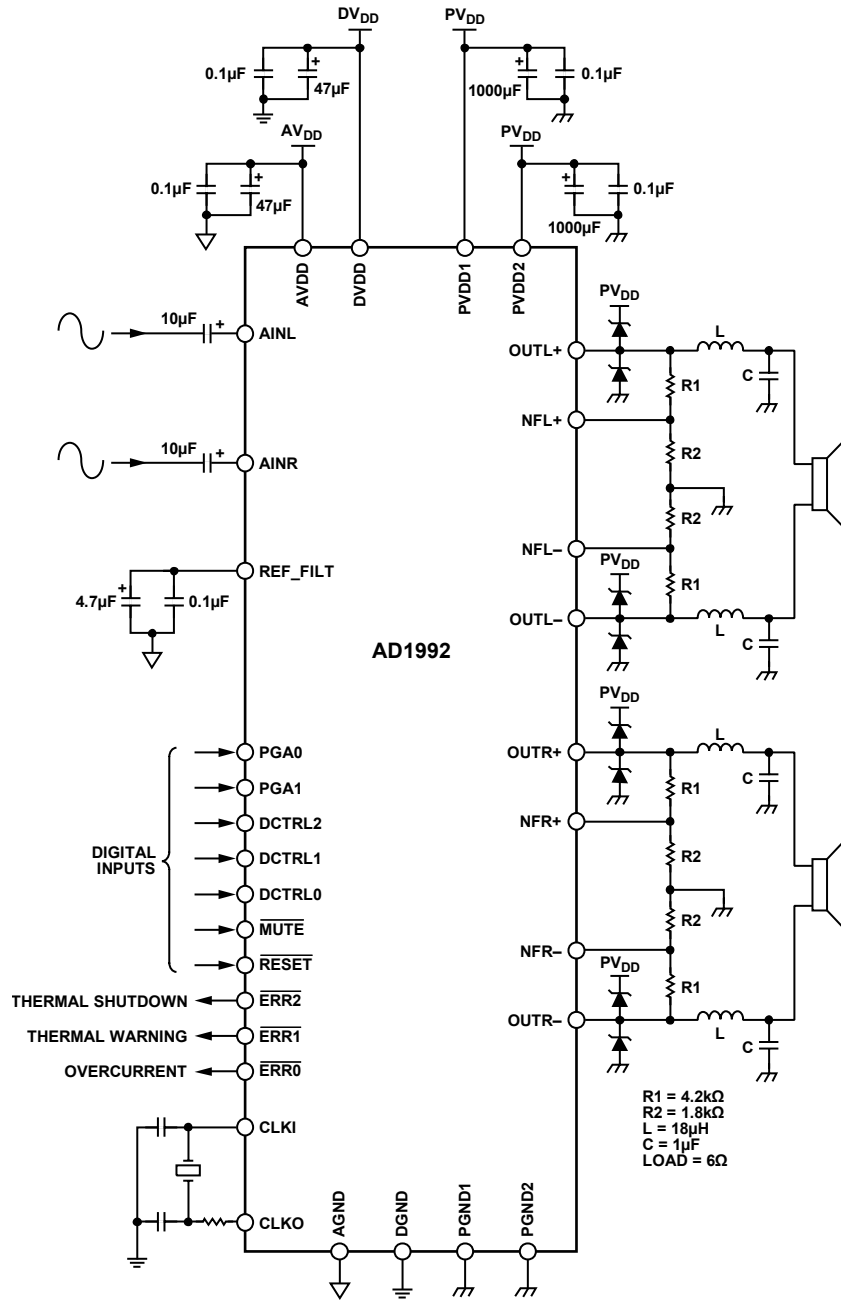 DVDD
PVDD
0.1µF
47µF
1000µF
0.1µF
AVDD
PVDD
0.1µF
47µF
1000µF
0.1µF
AVDD
DVDD
PVDD1
PVDD2
10µF
AINL
10µF
AINR
4.7µF
0.1µF
REF_FILT
AD1992
PVDD
OUTL+
L
C
R1
NFL+
R2
R2
NFL–
PVDD
R1
OUTL–
L
C
PVDD
OUTR+
L
C
R1
NFR+
R2
R2
NFR–
PVDD
R1
OUTR–
L
C
DIGITAL
INPUTS
PGA0
PGA1
DCTRL2
DCTRL1
DCTRL0
MUTE
RESET
THERMAL SHUTDOWN
ERR2
THERMAL WARNING
ERR1
OVERCURRENT
ERR0
CLKI
CLKO
AGND
DGND
PGND1
PGND2
R1 = 4.2kΩ
R2 = 1.8kΩ
L = 18µH
C = 1µF
LOAD = 6Ω